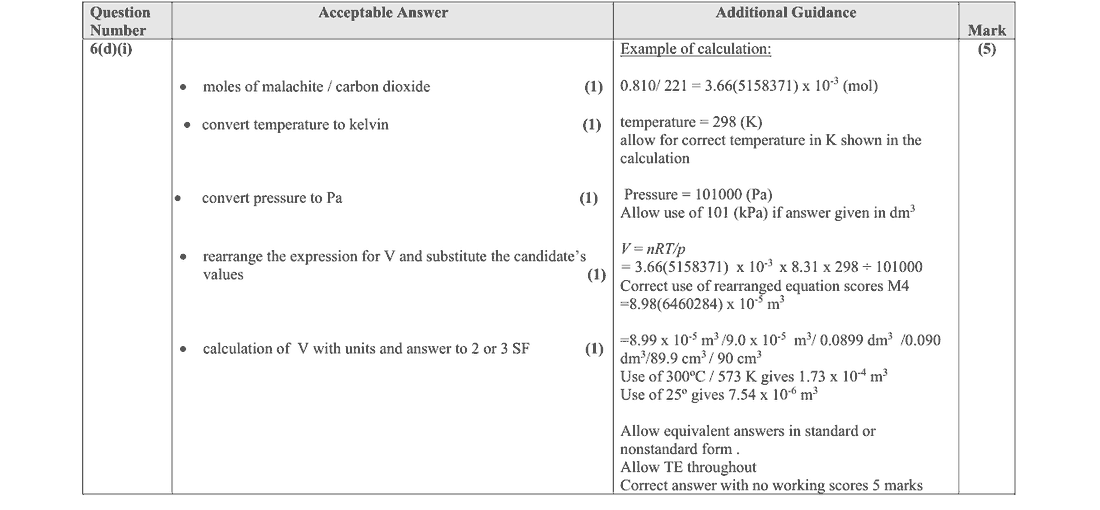 Question Number
Acceptable Answer
Additional Guidance
Mark
6(d)(i)
Example of calculation:
(5)
• moles of malachite / carbon dioxide (1)
0.810/ 221 = 3.66(5158371) x 10⁻³ (mol)
• convert temperature to kelvin (1)
temperature = 298 (K)
allow for correct temperature in K shown in the
calculation
• convert pressure to Pa (1)
Pressure = 101000 (Pa)
Allow use of 101 (kPa) if answer given in dm³
• rearrange the expression for V and substitute the candidate's
values (1)
V = nRT/p
= 3.66(5158371) x 10⁻³ x 8.31 x 298 ÷ 101000
Correct use of rearranged equation scores M4
=8.98(6460284) x 10⁻⁵ m³
• calculation of V with units and answer to 2 or 3 SF (1)
=8.99 x 10⁻⁵ m³ /9.0 x 10⁻⁵ m³/ 0.0899 dm³ /0.090
dm³/89.9 cm³ / 90 cm³
Use of 300ºC / 573 K gives 1.73 x 10⁻⁴ m³
Use of 25º gives 7.54 x 10⁻⁶ m³
Allow equivalent answers in standard or
nonstandard form .
Allow TE throughout
Correct answer with no working scores 5 marks